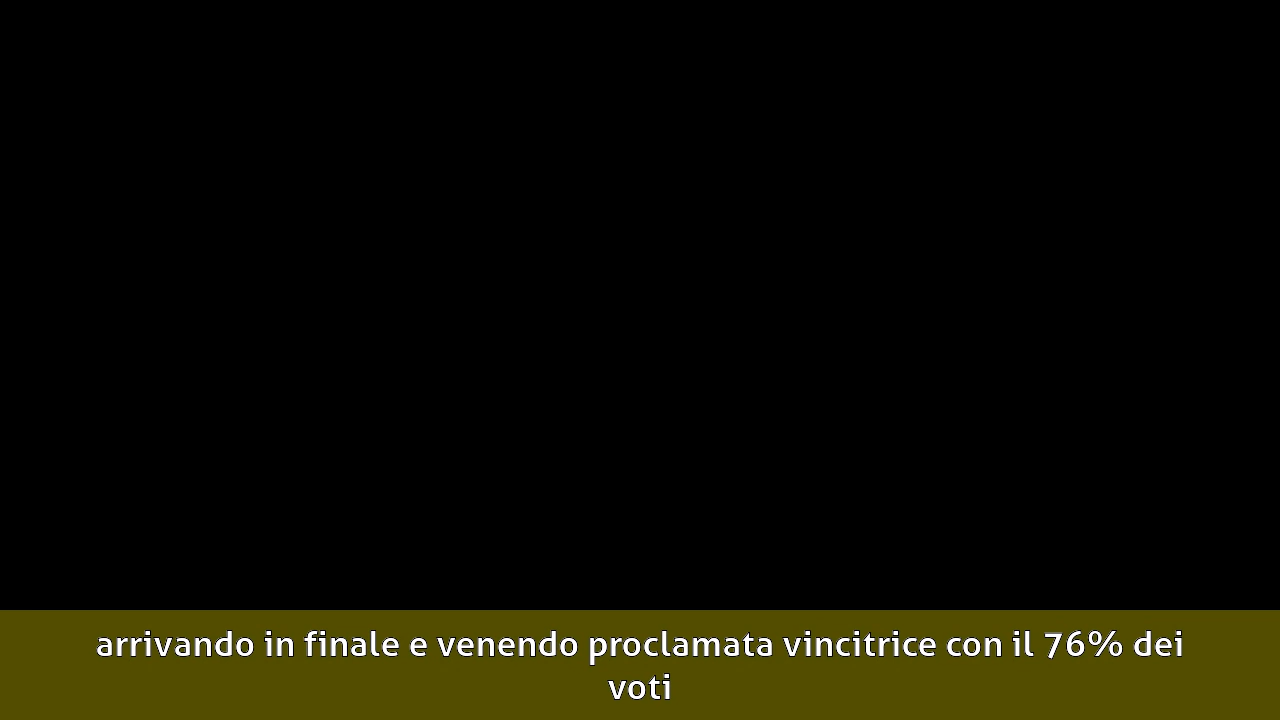 arrivando in finale e venendo proclamata vincitrice con il 76% dei
voti